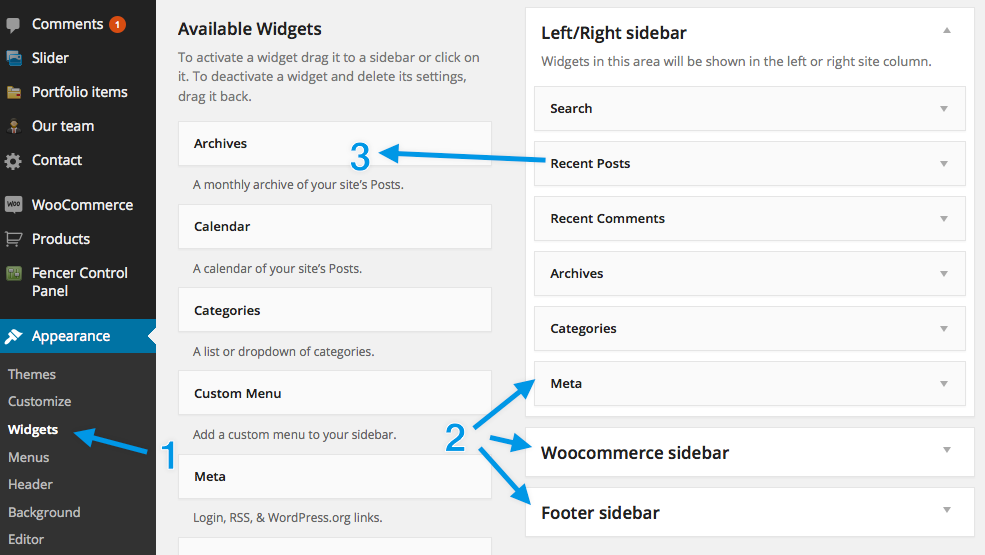 Comments 1
Slider
Portfolio items
Our team
Contact
WOO WooCommerce
Products
Fencer Control
Panel
Appearance
Themes
Customize
Widgets
Menus
Header
Background
Editor
1
Available Widgets
To activate a widget drag it to a sidebar or click on
it. To deactivate a widget and delete its settings,
drag it back.
Archives
3
A monthly archive of your site's Posts.
Calendar
A calendar of your site's Posts.
Categories
A list or dropdown of categories.
Custom Menu
Add a custom menu to your sidebar.
Meta
Login, RSS, & WordPress.org links.
2
Left/Right sidebar
Widgets in this area will be shown in the left or right site column.
Search
Recent Posts
Recent Comments
Archives
Categories
Meta
Woocommerce sidebar
Footer sidebar